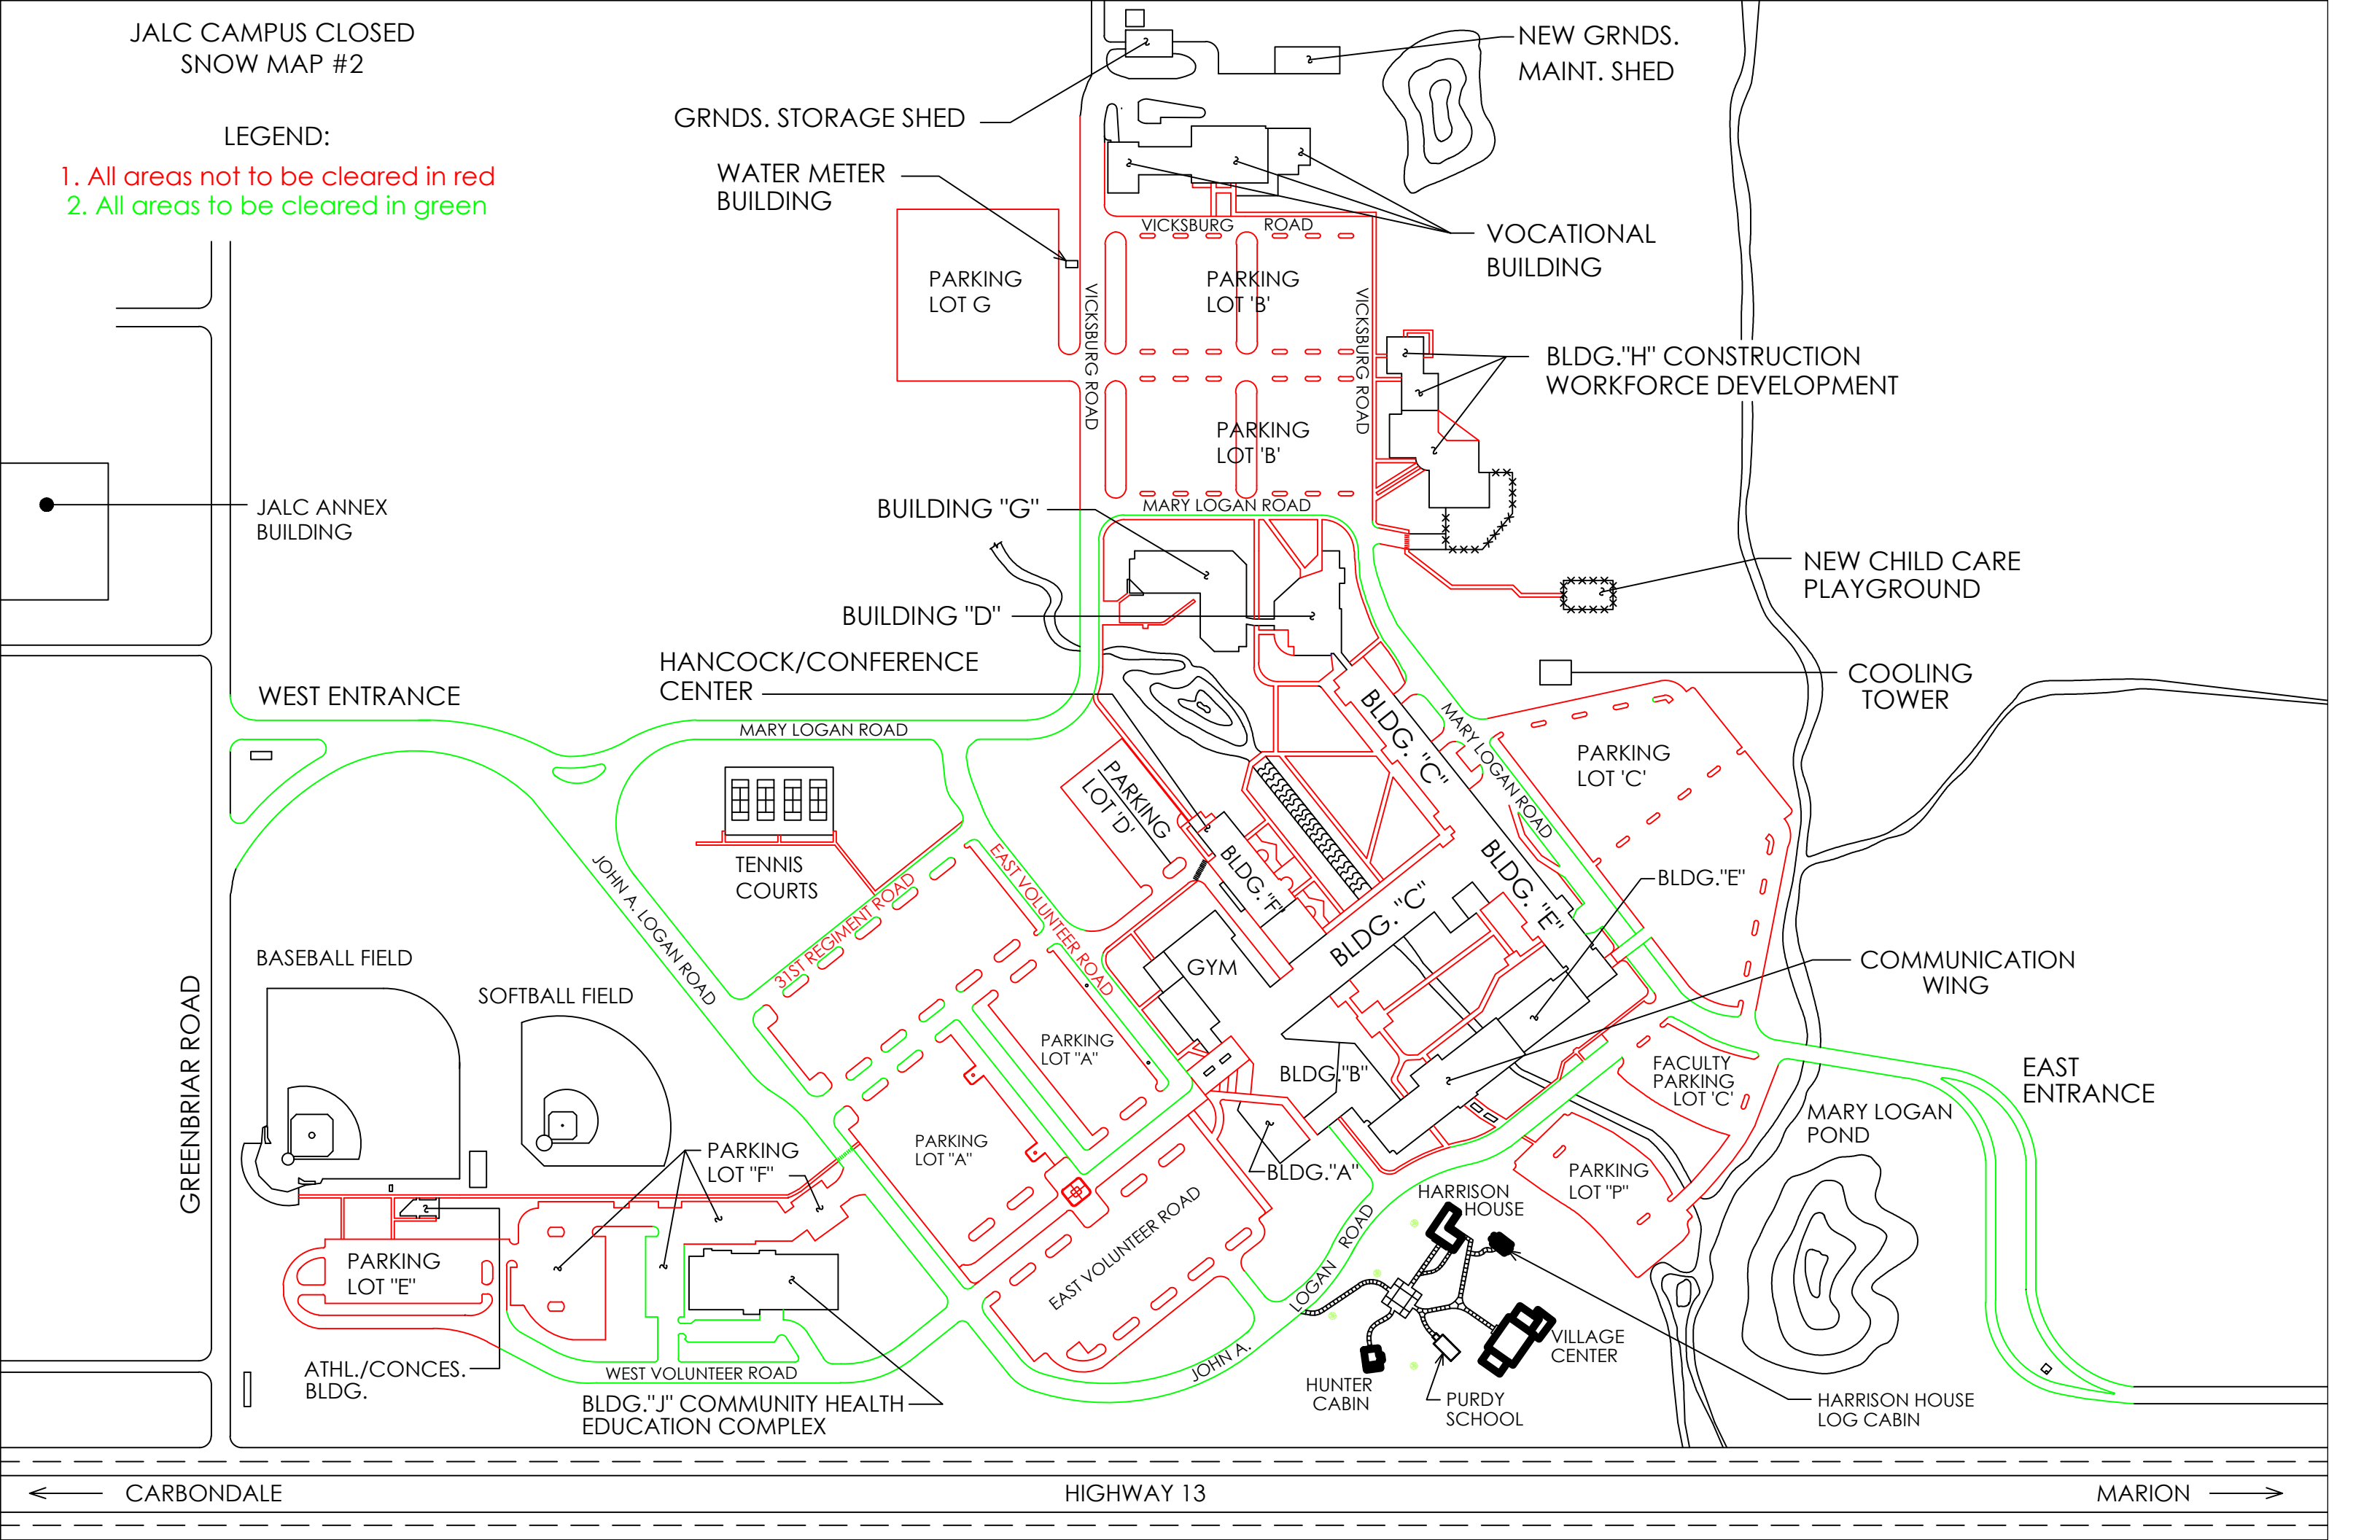 JALC CAMPUS CLOSED
SNOW MAP #2
LEGEND:
1. All areas not to be cleared in red
2. All areas to be cleared in green
NEW GRNDS.
MAINT. SHED
GRNDS. STORAGE SHED
WATER METER
BUILDING
VICKSBURG ROAD
VOCATIONAL
BUILDING
PARKING
LOT G
PARKING
LOT 'B'
VICKSBURG ROAD
VICKSBURG ROAD
BLDG."H" CONSTRUCTION
WORKFORCE DEVELOPMENT
PARKING
LOT 'B'
JALC ANNEX
BUILDING
BUILDING "G"
MARY LOGAN ROAD
NEW CHILD CARE
PLAYGROUND
BUILDING "D"
HANCOCK/CONFERENCE
CENTER
COOLING
TOWER
WEST ENTRANCE
MARY LOGAN ROAD
BLDG. "C"
MARY LOGAN ROAD
PARKING
LOT 'C'
PARKING
LOT 'D'
TENNIS
COURTS
JOHN A. LOGAN ROAD
31ST REGIMENT ROAD
EAST VOLUNTEER ROAD
BLDG. "F"
BLDG. "C"
BLDG. "E"
BLDG."E"
GYM
COMMUNICATION
WING
BASEBALL FIELD
SOFTBALL FIELD
GREENBRIAR ROAD
PARKING
LOT "A"
BLDG."B"
FACULTY
PARKING
LOT 'C'
EAST
ENTRANCE
MARY LOGAN
POND
PARKING
LOT "A"
PARKING
LOT "F"
BLDG."A"
PARKING
LOT "P"
HARRISON
HOUSE
EAST VOLUNTEER ROAD
PARKING
LOT "E"
JOHN A. LOGAN ROAD
VILLAGE
CENTER
ATHL./CONCES.
BLDG.
WEST VOLUNTEER ROAD
BLDG."J" COMMUNITY HEALTH
EDUCATION COMPLEX
HUNTER
CABIN
PURDY
SCHOOL
HARRISON HOUSE
LOG CABIN
CARBONDALE
HIGHWAY 13
MARION